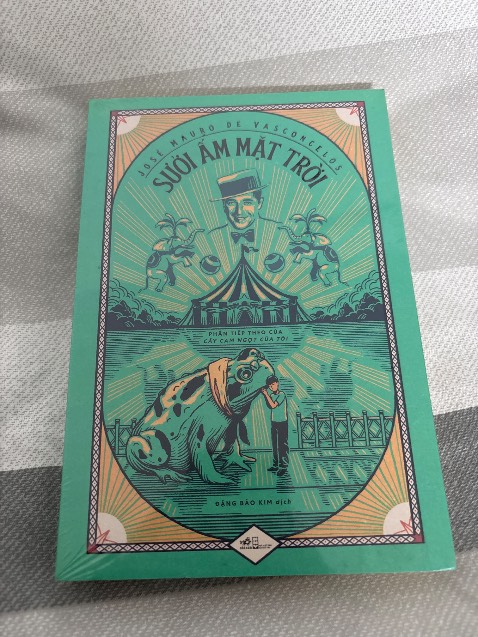 JOSÉ MAURO DE VASCONCELOS
SƯỞI ẤM MẶT TRỜI
PHẦN TIẾP THEO CỦA
CÂY CAM NGỌT CỦA TÔI
ĐẶNG BẢO KIM dịch